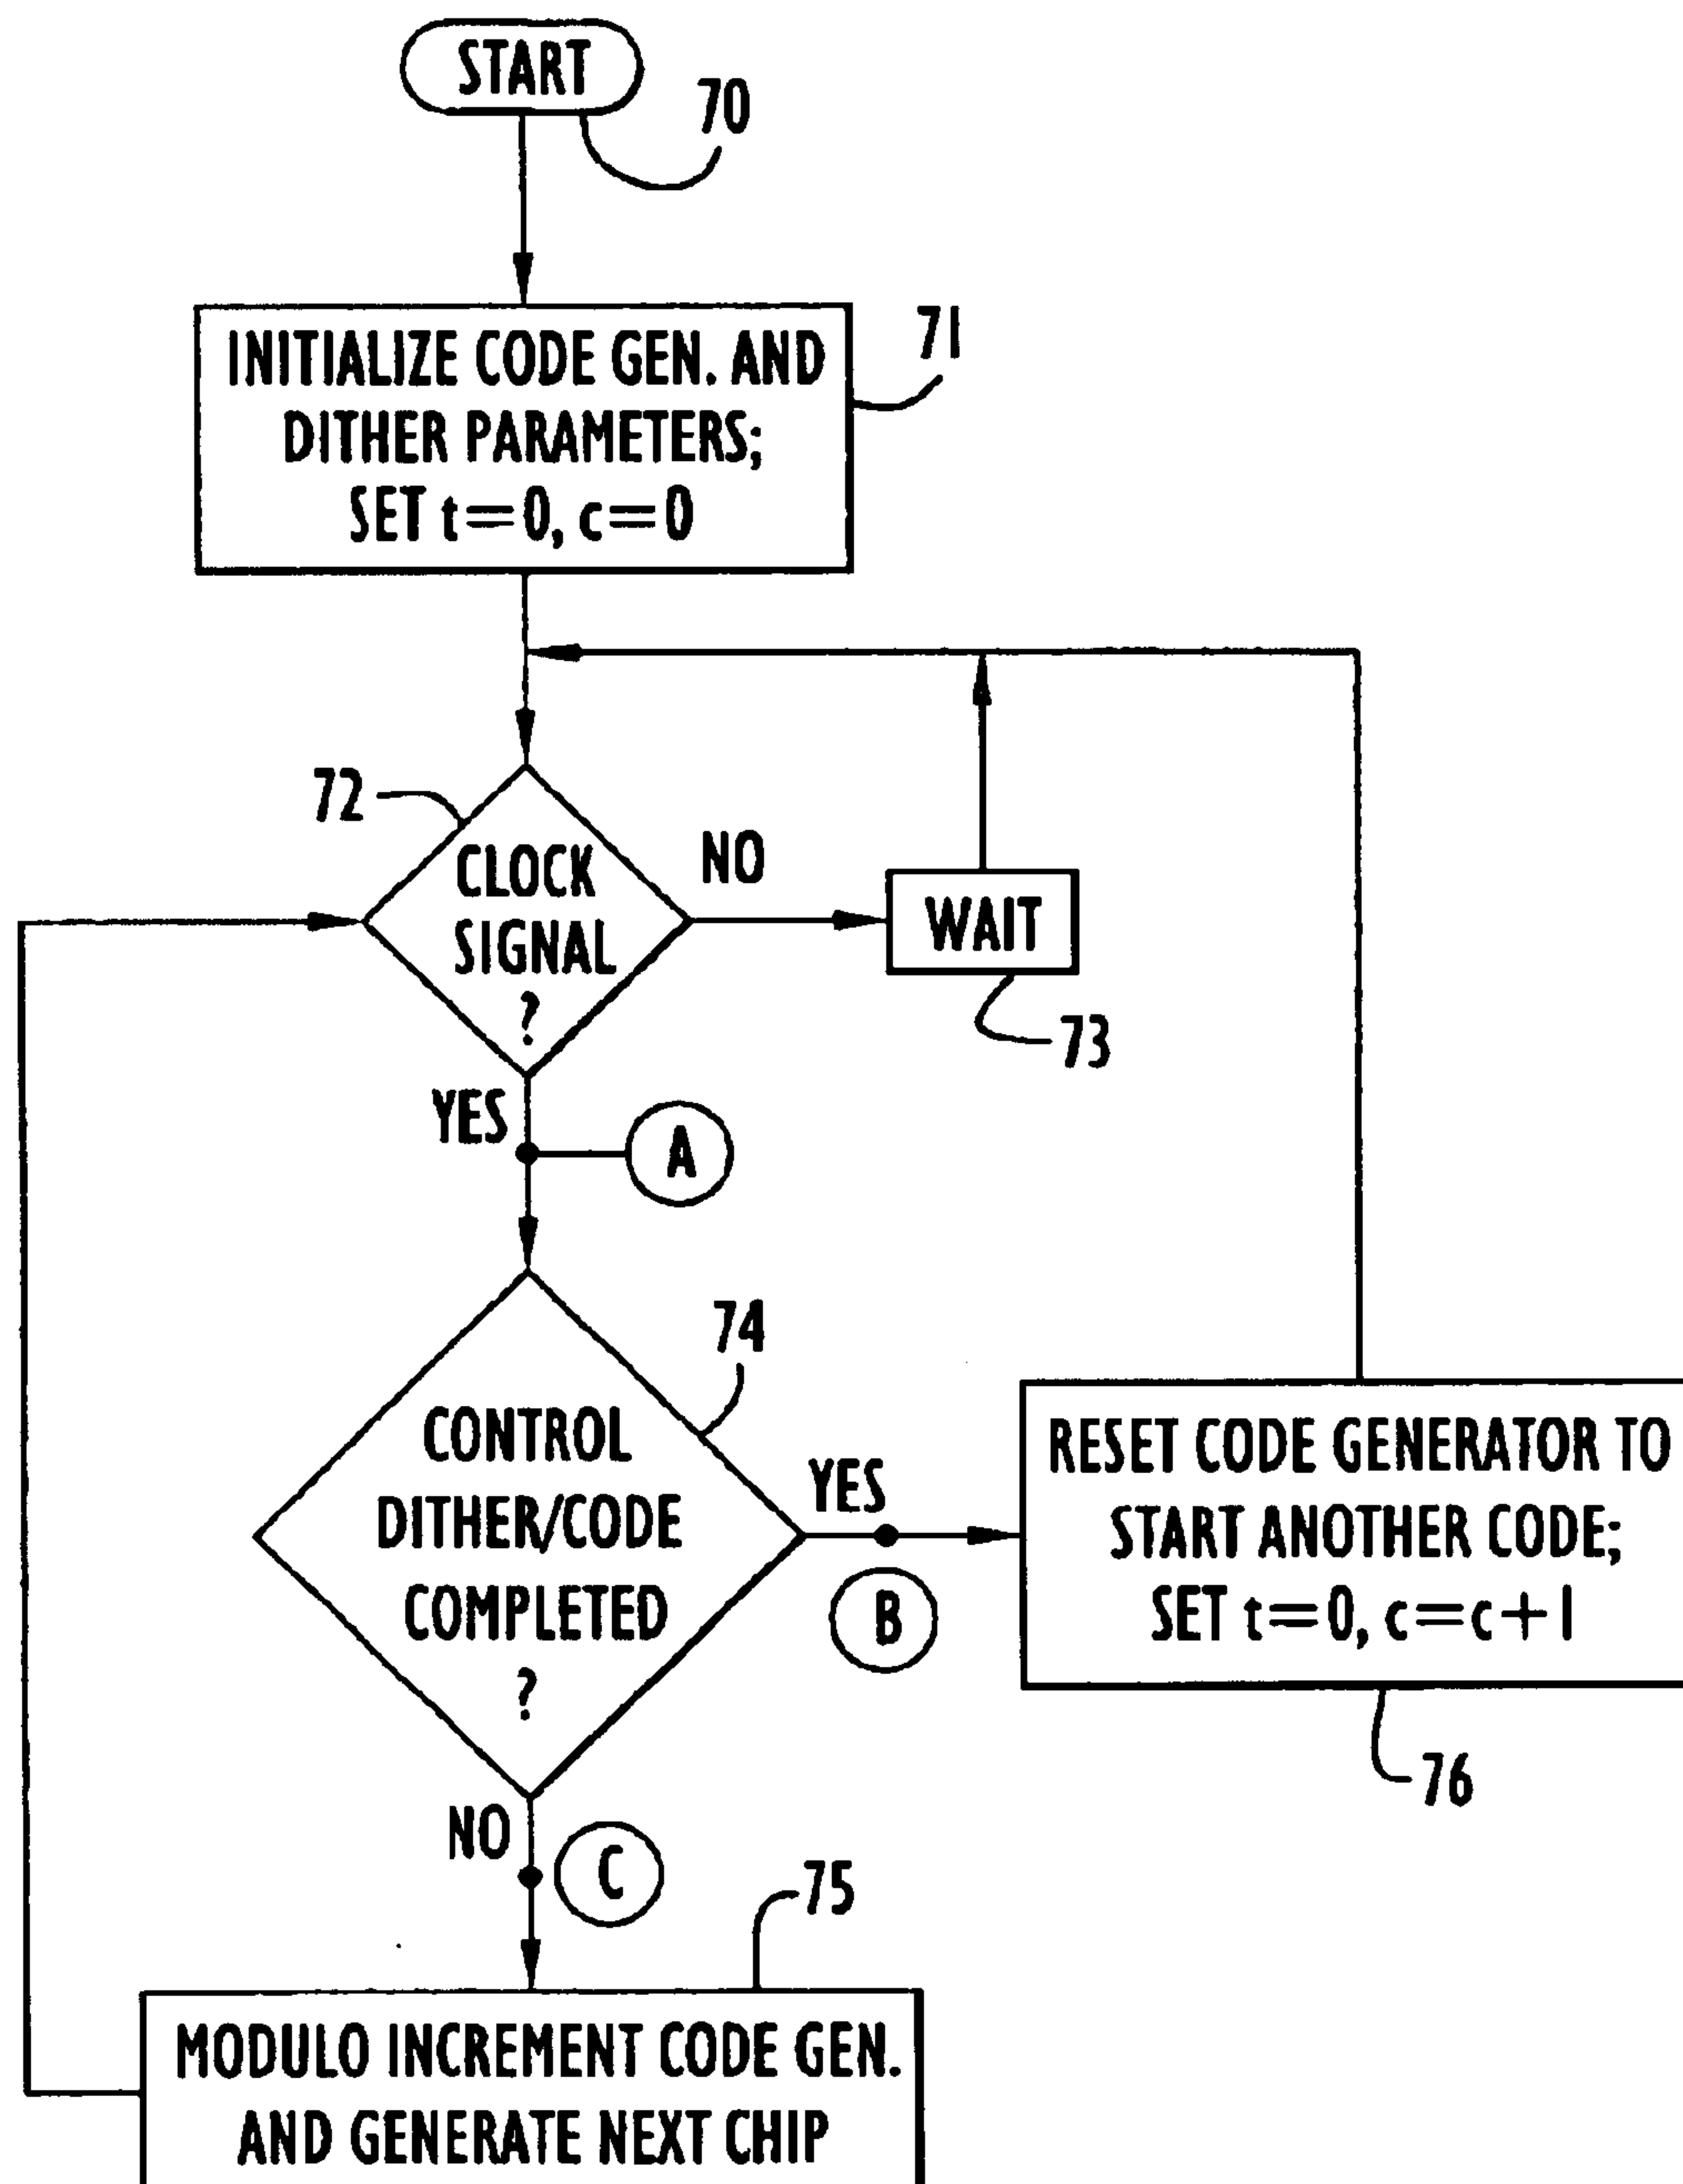 START
70
INITIALIZE CODE GEN. AND
DITHER PARAMETERS;
SET t=0, c=0
71
72
CLOCK
SIGNAL
?
NO
WAIT
73
YES
A
74
CONTROL
DITHER/CODE
COMPLETED
?
YES
B
RESET CODE GENERATOR TO
START ANOTHER CODE;
SET t=0, c=c+1
76
NO
C
75
MODULO INCREMENT CODE GEN.
AND GENERATE NEXT CHIP